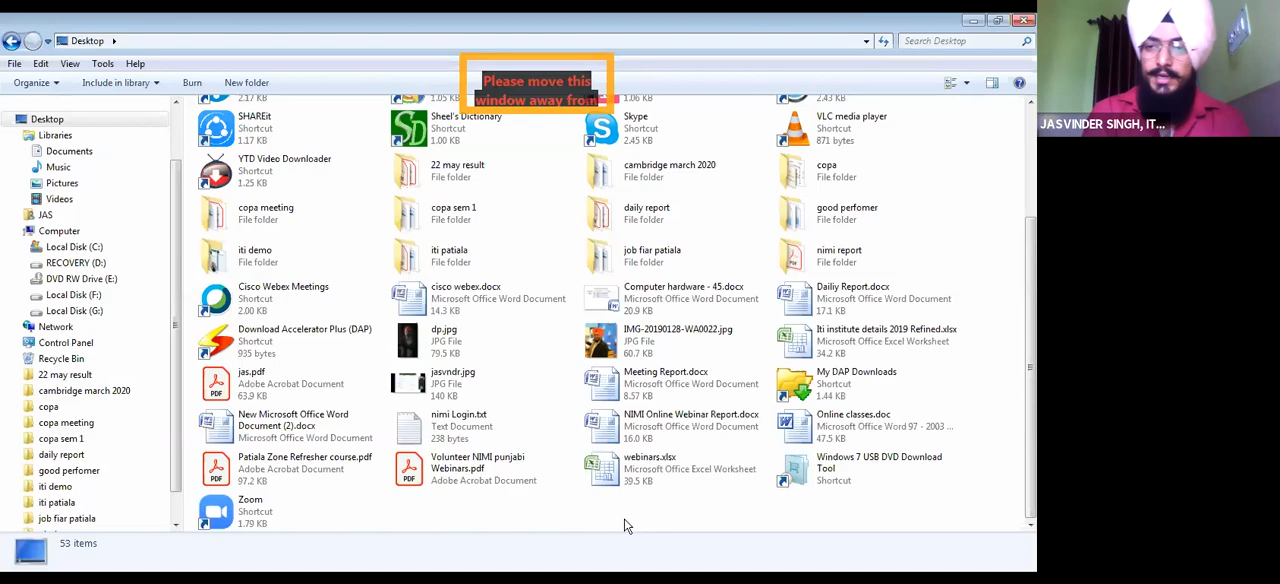 Desktop
Search Desktop
File Edit View Tools Help
Organize Include in library Burn New folder
Please move this
window away from
JASVINDER SINGH, IT...
Desktop
Libraries
Documents
Music
Pictures
Videos
JAS
Computer
Local Disk (C:)
RECOVERY (D:)
DVD RW Drive (E:)
Local Disk (F:)
Local Disk (G:)
Network
Control Panel
Recycle Bin
22 may result
cambridge march 2020
copa
copa meeting
copa sem 1
daily report
good perfomer
iti demo
iti patiala
job fiar patiala
2.17 KB
1.05 KB
1.06 KB
2.43 KB
SHAREit
Shortcut
1.17 KB
Sheel's Dictionary
Shortcut
1.00 KB
Skype
Shortcut
2.45 KB
VLC media player
Shortcut
871 bytes
YTD Video Downloader
Shortcut
1.25 KB
22 may result
File folder
cambridge march 2020
File folder
copa
File folder
copa meeting
File folder
copa sem 1
File folder
daily report
File folder
good perfomer
File folder
iti demo
File folder
iti patiala
File folder
job fiar patiala
File folder
nimi report
File folder
Cisco Webex Meetings
Shortcut
2.00 KB
cisco webex.docx
Microsoft Office Word Document
14.3 KB
Computer hardware - 45.docx
Microsoft Office Word Document
20.9 KB
Dailiy Report.docx
Microsoft Office Word Document
17.1 KB
Download Accelerator Plus (DAP)
Shortcut
935 bytes
dp.jpg
JPG File
79.5 KB
IMG-20190128-WA0022.jpg
JPG File
60.7 KB
Iti institute details 2019 Refined.xlsx
Microsoft Office Excel Worksheet
34.2 KB
jas.pdf
Adobe Acrobat Document
63.9 KB
jasvndr.jpg
JPG File
140 KB
Meeting Report.docx
Microsoft Office Word Document
8.57 KB
My DAP Downloads
Shortcut
1.44 KB
New Microsoft Office Word
Document (2).docx
Microsoft Office Word Document
nimi Login.txt
Text Document
238 bytes
NIMI Online Webinar Report.docx
Microsoft Office Word Document
16.0 KB
Online classes.doc
Microsoft Office Word 97 - 2003 ...
47.5 KB
Patiala Zone Refresher course.pdf
Adobe Acrobat Document
97.2 KB
Volunteer NIMI punjabi
Webinars.pdf
Adobe Acrobat Document
webinars.xlsx
Microsoft Office Excel Worksheet
39.5 KB
Windows 7 USB DVD Download
Tool
Shortcut
Zoom
Shortcut
1.79 KB
53 items